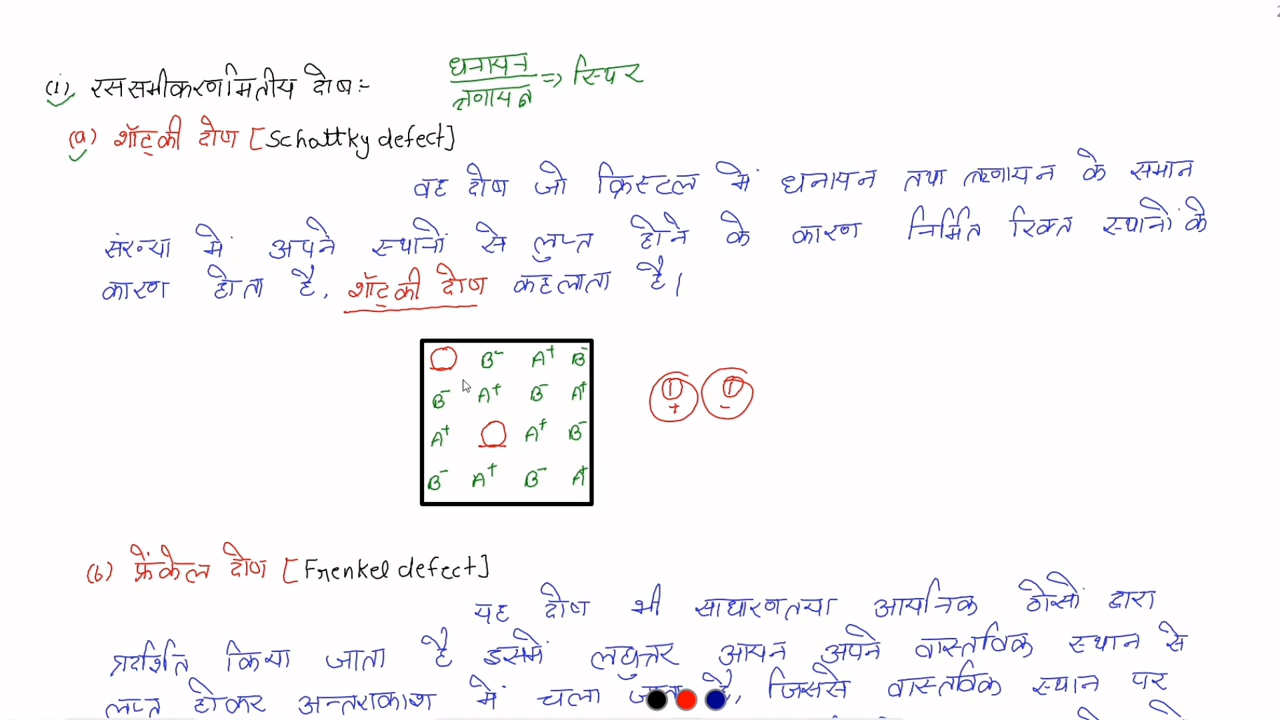 (i) रससमीकरणमितीय दोष:- धनायन / ऋणायन => स्थिर
(a) शॉट्की दोष [Schottky defect]
वह दोष जो क्रिस्टल में धनायन तथा ऋणायन के समान
संख्या में अपने स्थानों से लुप्त होने के कारण निर्मित रिक्त स्थानों के
कारण होता है, शॉट्की दोष कहलाता है।
B⁻ A⁺ B⁻
B⁻ A⁺ B⁻ A⁺
A⁺ A⁺ B⁻
B⁻ A⁺ B⁻ A⁺
1 + 1 -
(b) फ्रेंकेल दोष [Frenkel defect]
यह दोष भी साधारणतया आयनिक ठोसों द्वारा
प्रदर्शित किया जाता है इसमें लघुत्तर आयन अपने वास्तविक स्थान से
लुप्त होकर अन्तराकाश में चला जाता है, जिससे वास्तविक स्थान पर